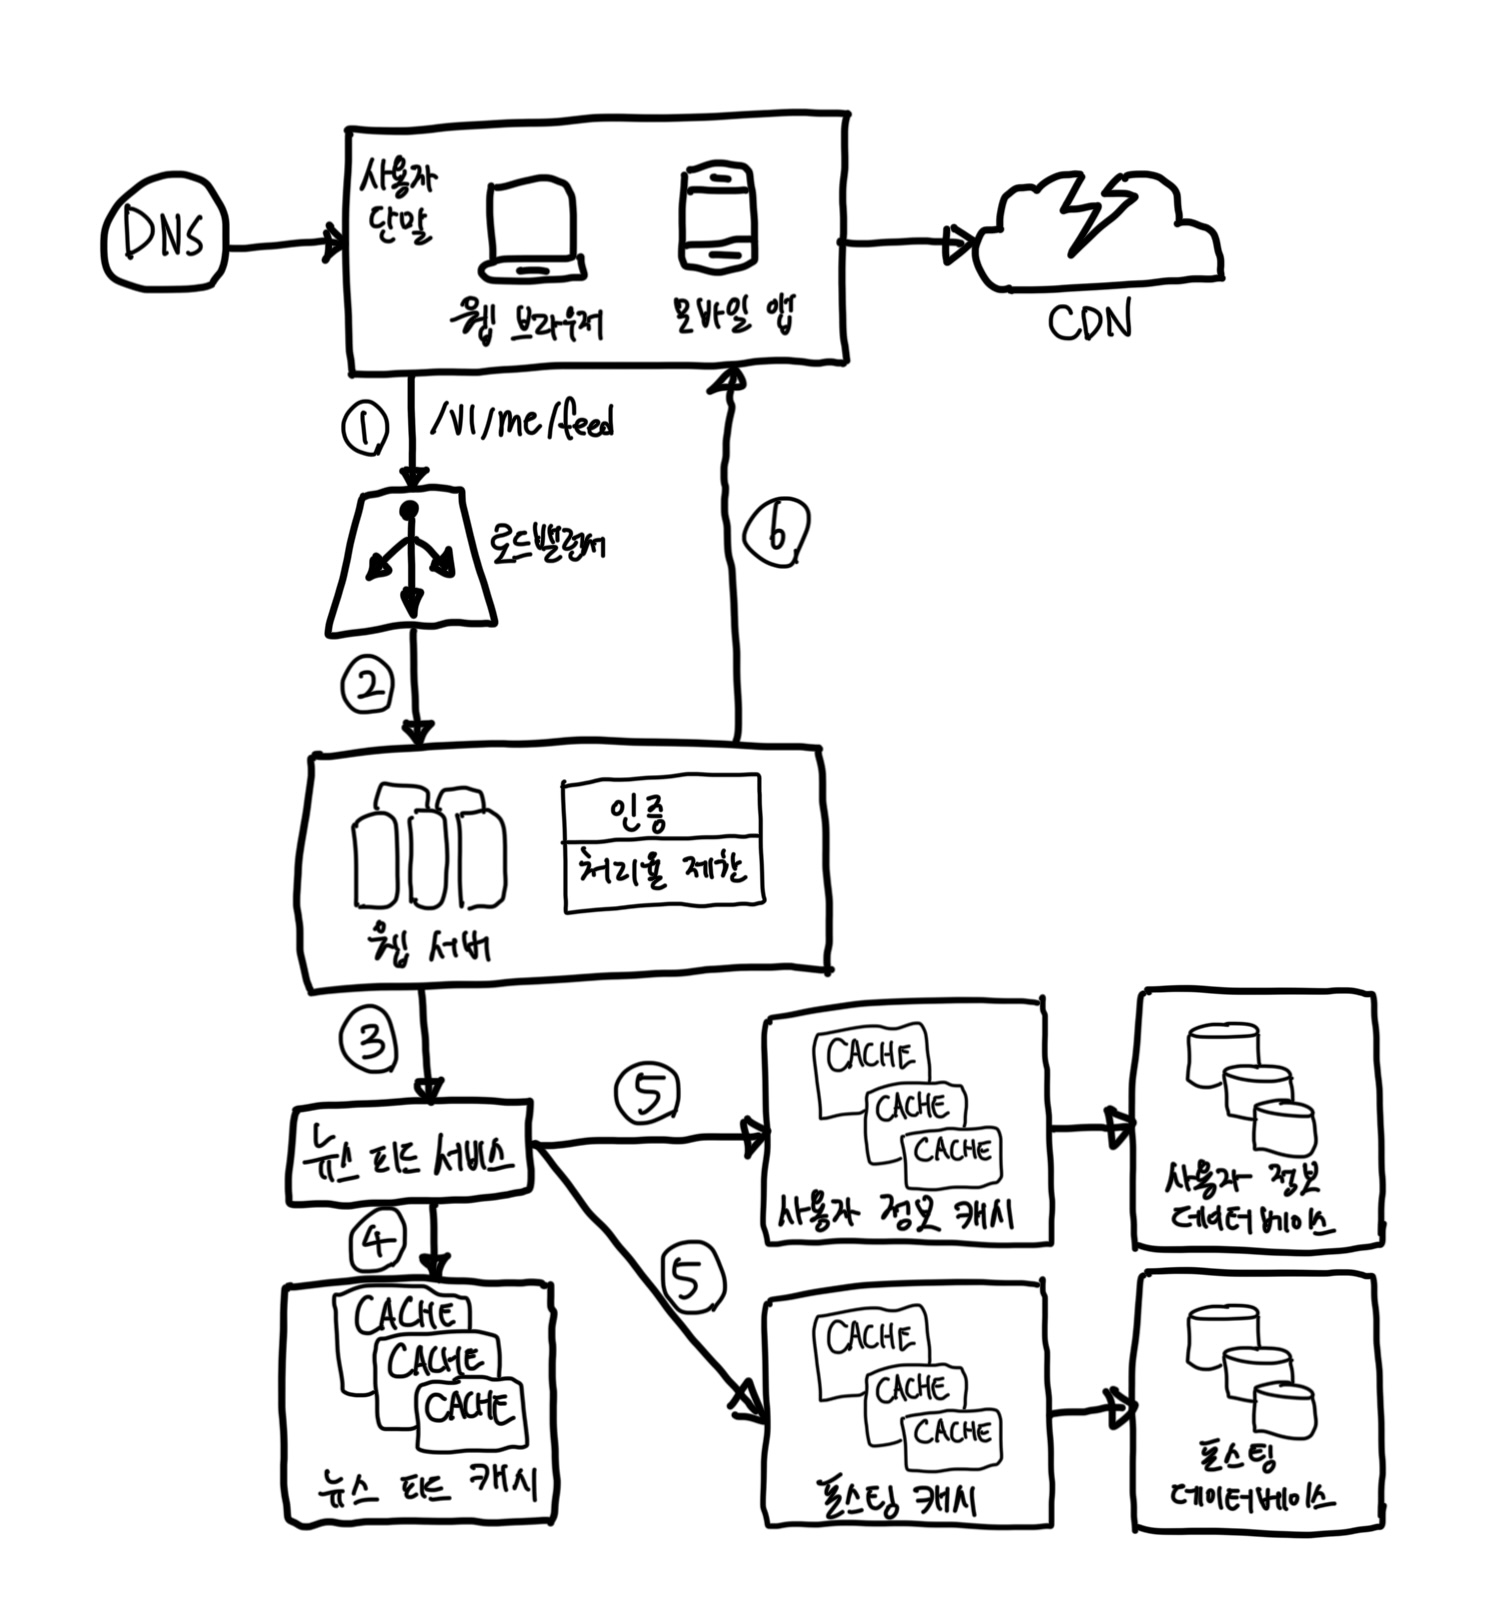 DNS
사용자
단말
웹 브라우저
모바일 앱
CDN
①
/v1/me/feed
로드밸런서
⑥
②
인증
처리율 제한
웹 서버
③
뉴스 피드 서비스
⑤
CACHE
CACHE
CACHE
사용자 정보 캐시
사용자 정보
데이터베이스
④
⑤
CACHE
CACHE
CACHE
뉴스 피드 캐시
CACHE
CACHE
CACHE
포스팅 캐시
포스팅
데이터베이스